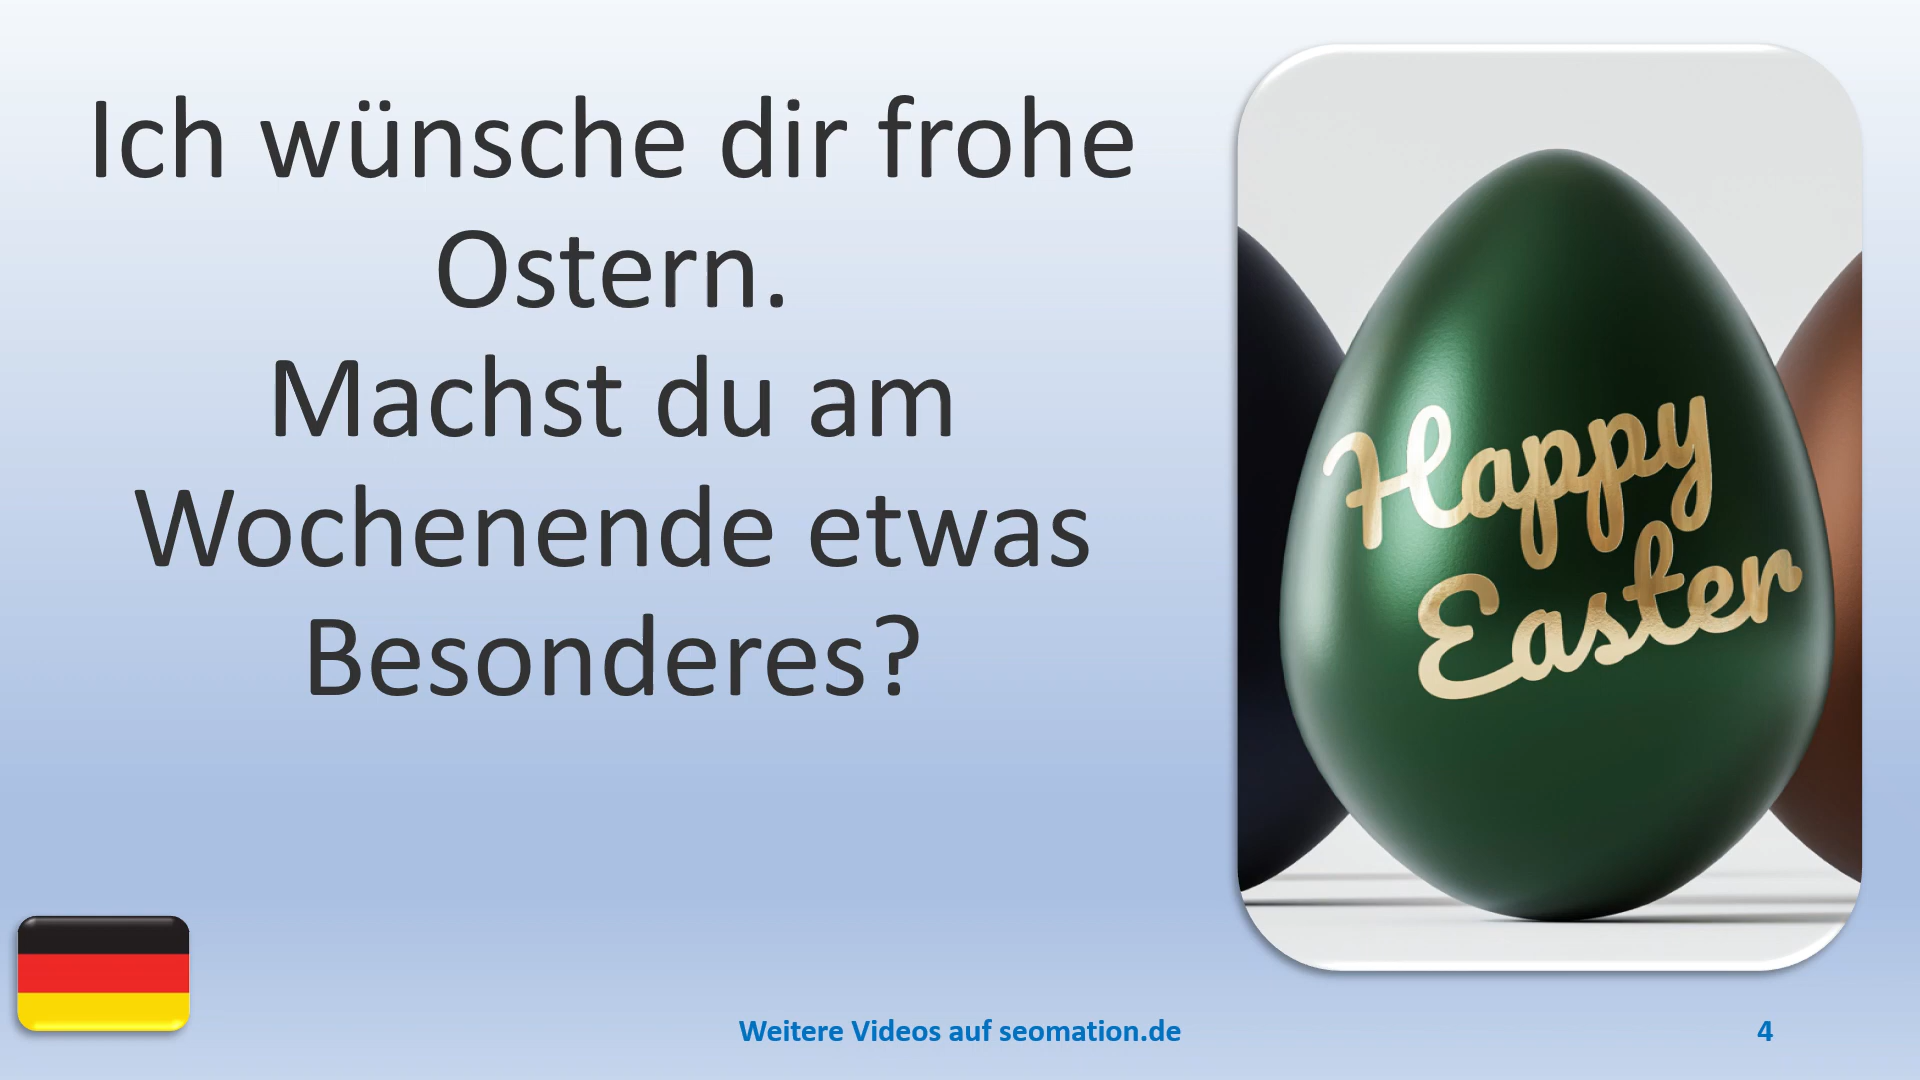 Ich wünsche dir frohe
Ostern.
Machst du am
Wochenende etwas
Besonderes?
Happy
Easter
Weitere Videos auf seomation.de
4